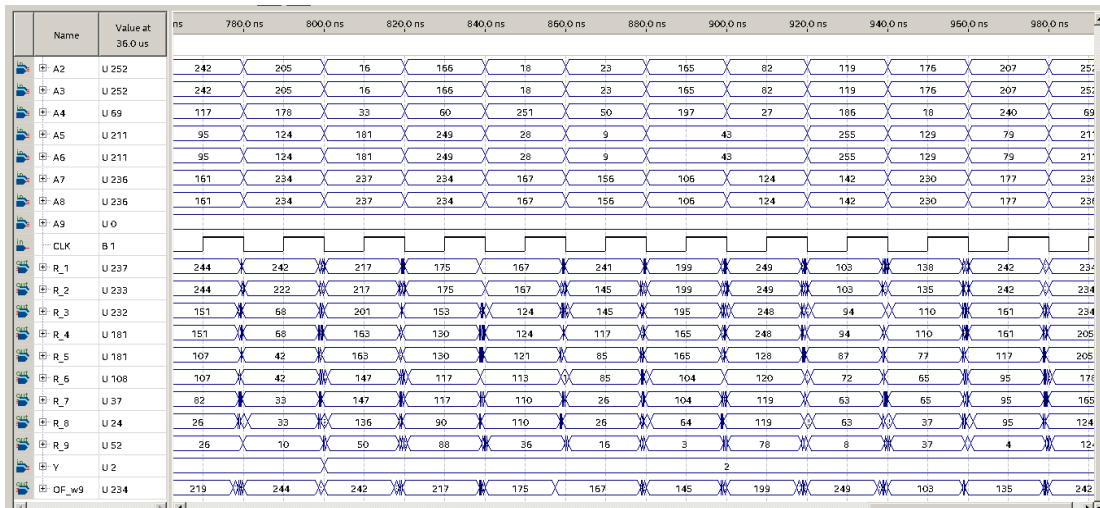 Name Value at 36.0 us ns 780.0 ns 800.0 ns 820.0 ns 840.0 ns 860.0 ns 880.0 ns 900.0 ns 920.0 ns 940.0 ns 960.0 ns 980.0 ns
A2 U 252 242 205 16 166 18 23 165 82 119 176 207 252
A3 U 252 242 205 16 166 18 23 165 82 119 176 207 252
A4 U 69 117 178 33 60 251 50 197 27 186 18 240 69
A5 U 211 95 124 181 249 28 9 43 255 129 79 21
A6 U 211 95 124 181 249 28 9 43 255 129 79 21
A7 U 236 161 234 237 234 167 156 106 124 142 230 177 236
A8 U 236 161 234 237 234 167 156 106 124 142 230 177 236
A9 U 0
CLK B 1
R_1 U 237 244 242 217 175 167 241 199 249 103 138 242 234
R_2 U 233 244 222 217 175 167 145 199 249 103 135 242 234
R_3 U 232 151 68 201 153 124 145 195 248 94 110 161 234
R_4 U 181 151 68 163 130 124 117 165 248 94 110 161 205
R_5 U 181 107 42 163 130 121 85 165 128 87 77 117 205
R_6 U 108 107 42 147 117 113 1 85 104 120 72 65 95 178
R_7 U 37 82 33 147 117 110 26 104 119 63 65 95 165
R_8 U 24 26 33 136 90 110 26 64 119 63 37 95 124
R_9 U 52 26 10 50 88 36 16 3 78 8 37 4 124
Y U 2 2
OF_w9 U 234 219 244 242 217 175 167 145 199 249 103 135 242